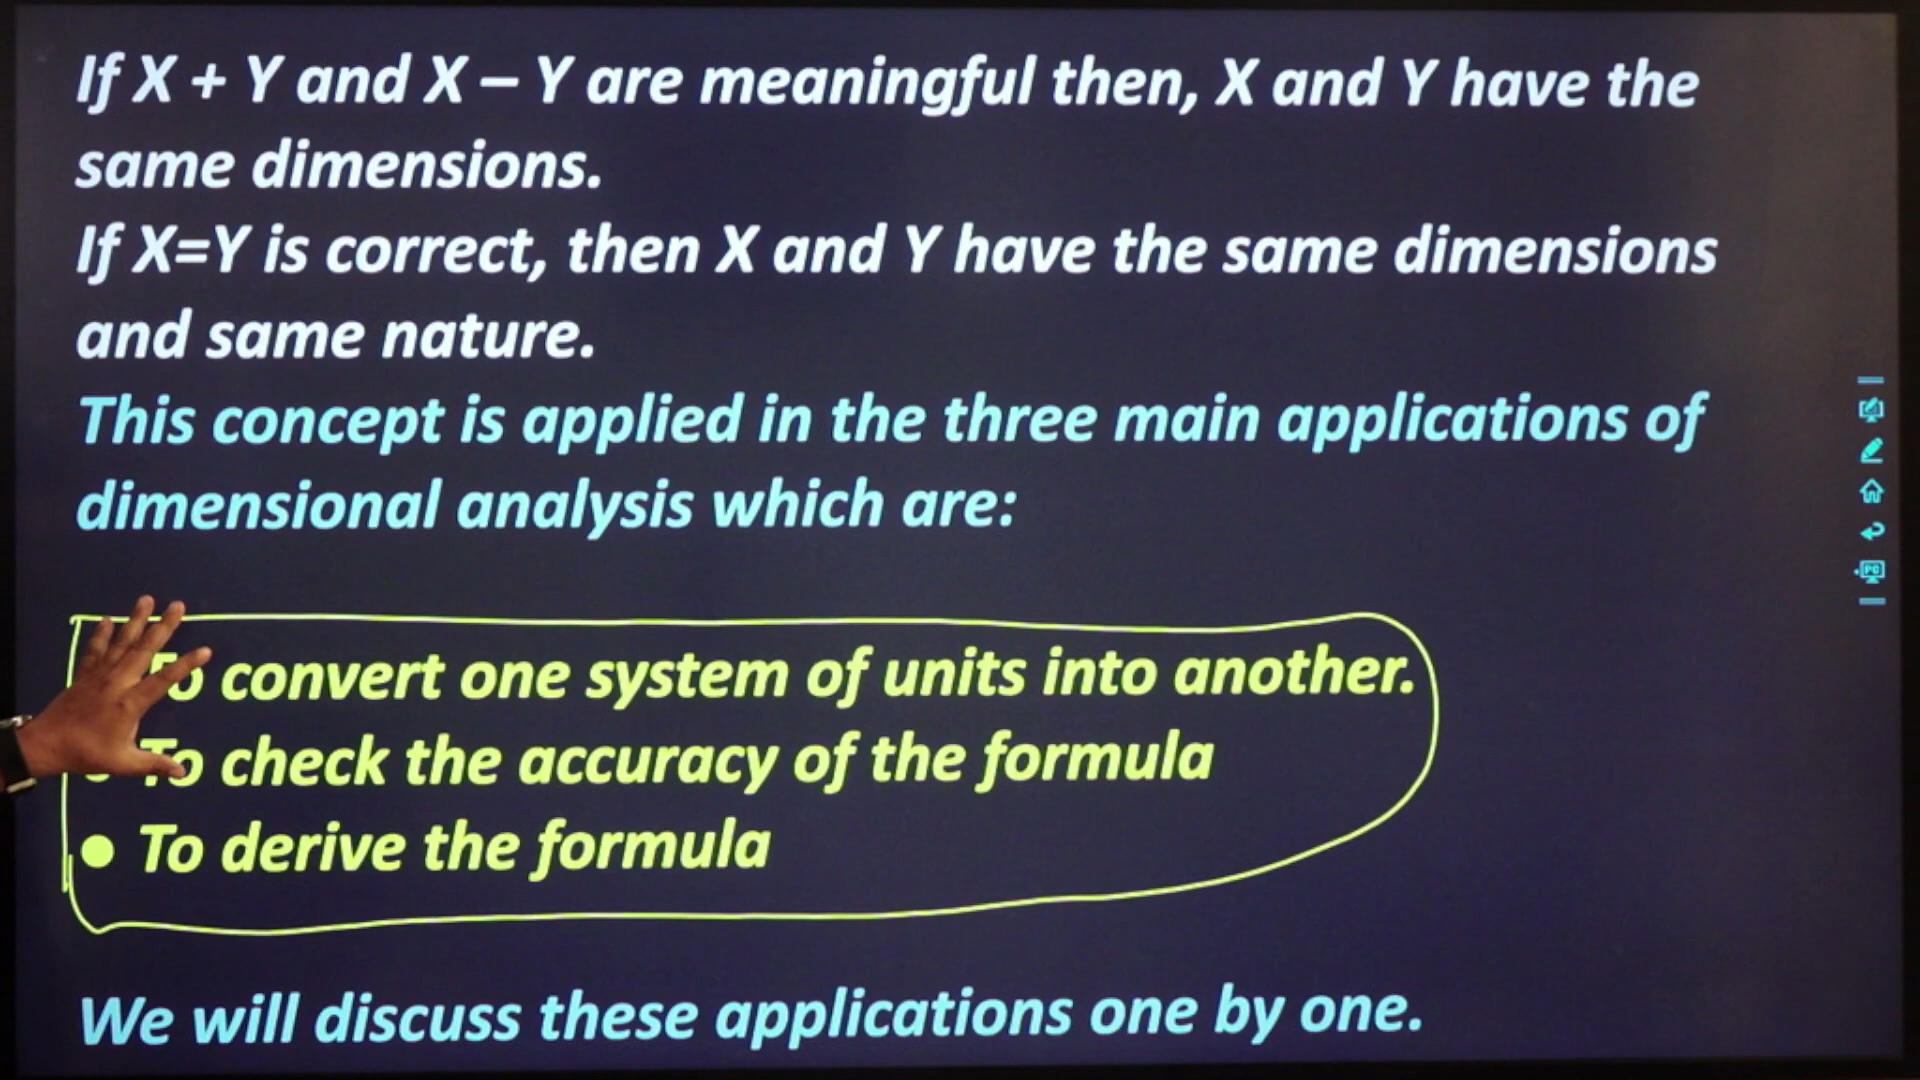 If X + Y and X – Y are meaningful then, X and Y have the
same dimensions.
If X=Y is correct, then X and Y have the same dimensions
and same nature.
This concept is applied in the three main applications of
dimensional analysis which are:
To convert one system of units into another.
• To check the accuracy of the formula
• To derive the formula
We will discuss these applications one by one.
PC